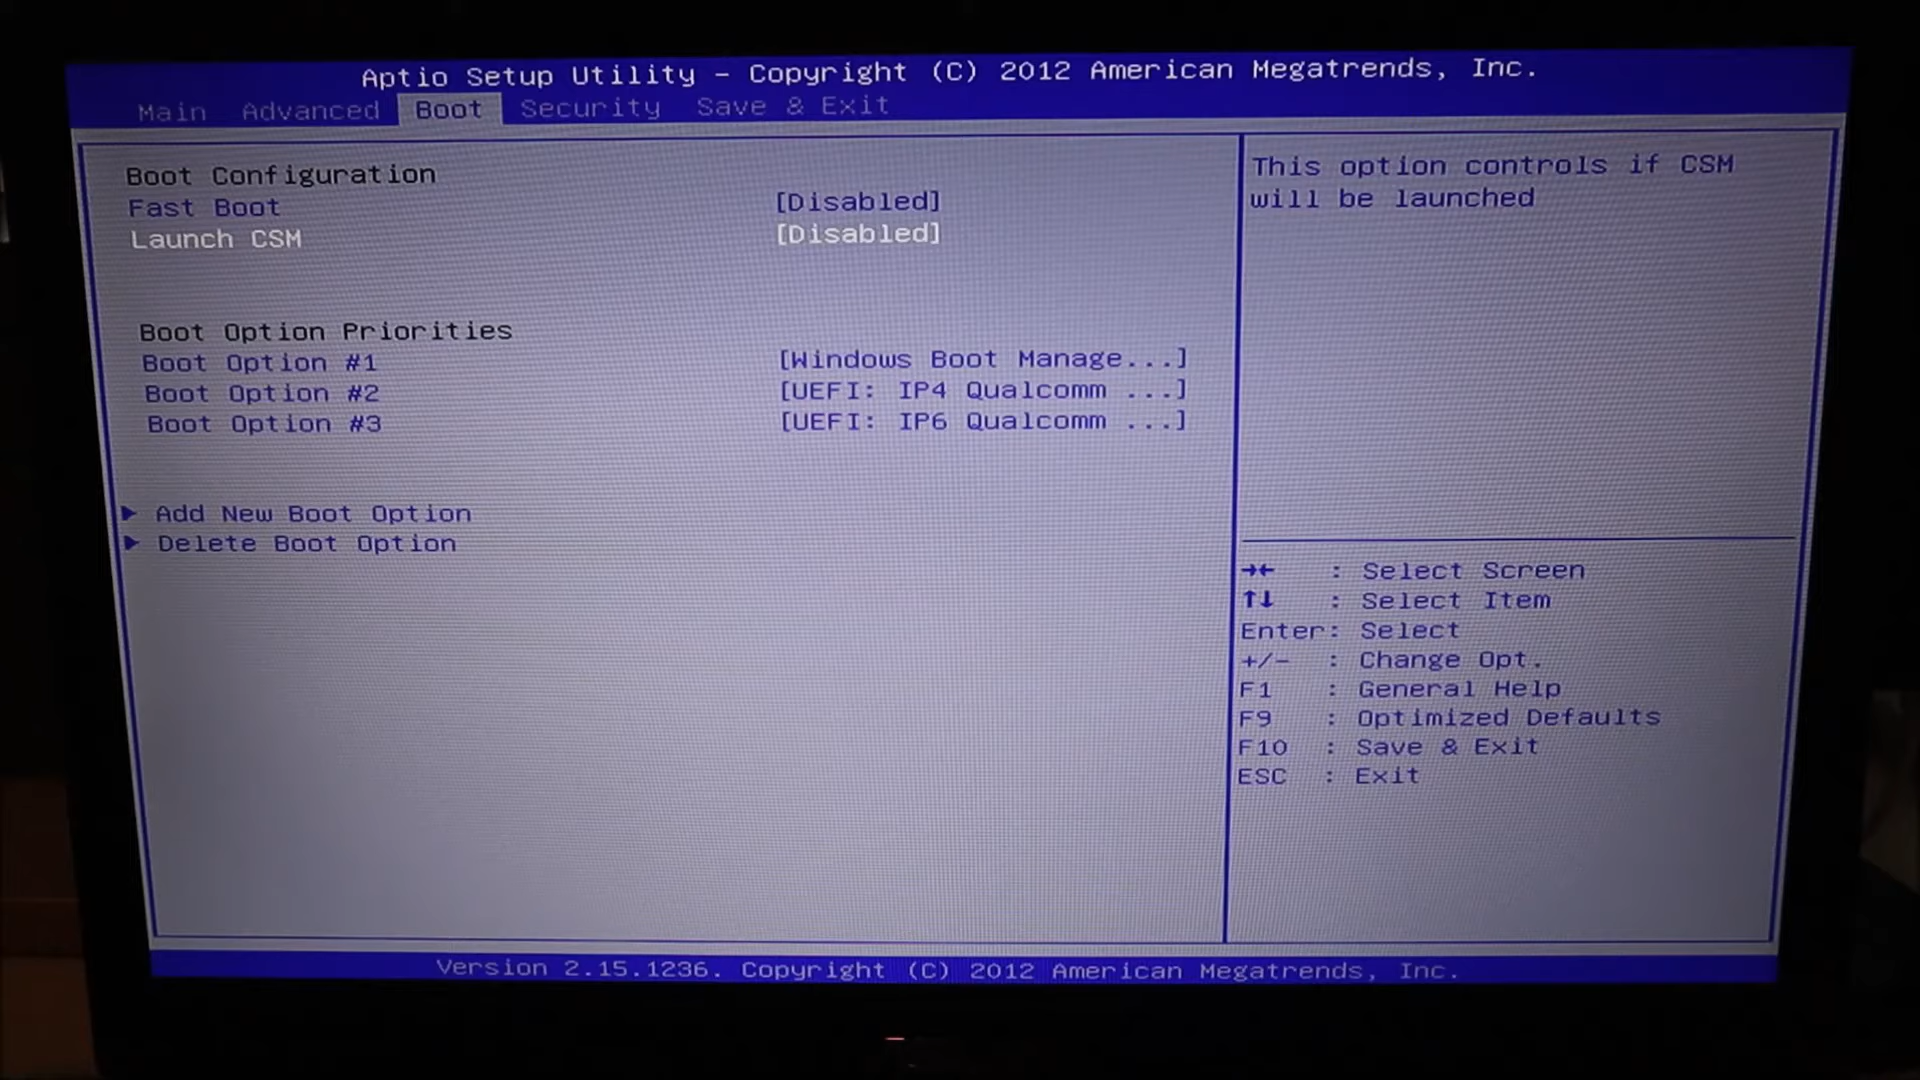 Aptio Setup Utility - Copyright (C) 2012 American Megatrends, Inc.
Main Advanced Boot Security Save & Exit
Boot Configuration
Fast Boot [Disabled]
Launch CSM [Disabled]
Boot Option Priorities
Boot Option #1 [Windows Boot Manage...]
Boot Option #2 [UEFI: IP4 Qualcomm ...]
Boot Option #3 [UEFI: IP6 Qualcomm ...]
▶ Add New Boot Option
▶ Delete Boot Option
This option controls if CSM
will be launched
→← : Select Screen
↑↓ : Select Item
Enter: Select
+/- : Change Opt.
F1 : General Help
F9 : Optimized Defaults
F10 : Save & Exit
ESC : Exit
Version 2.15.1236. Copyright (C) 2012 American Megatrends, Inc.